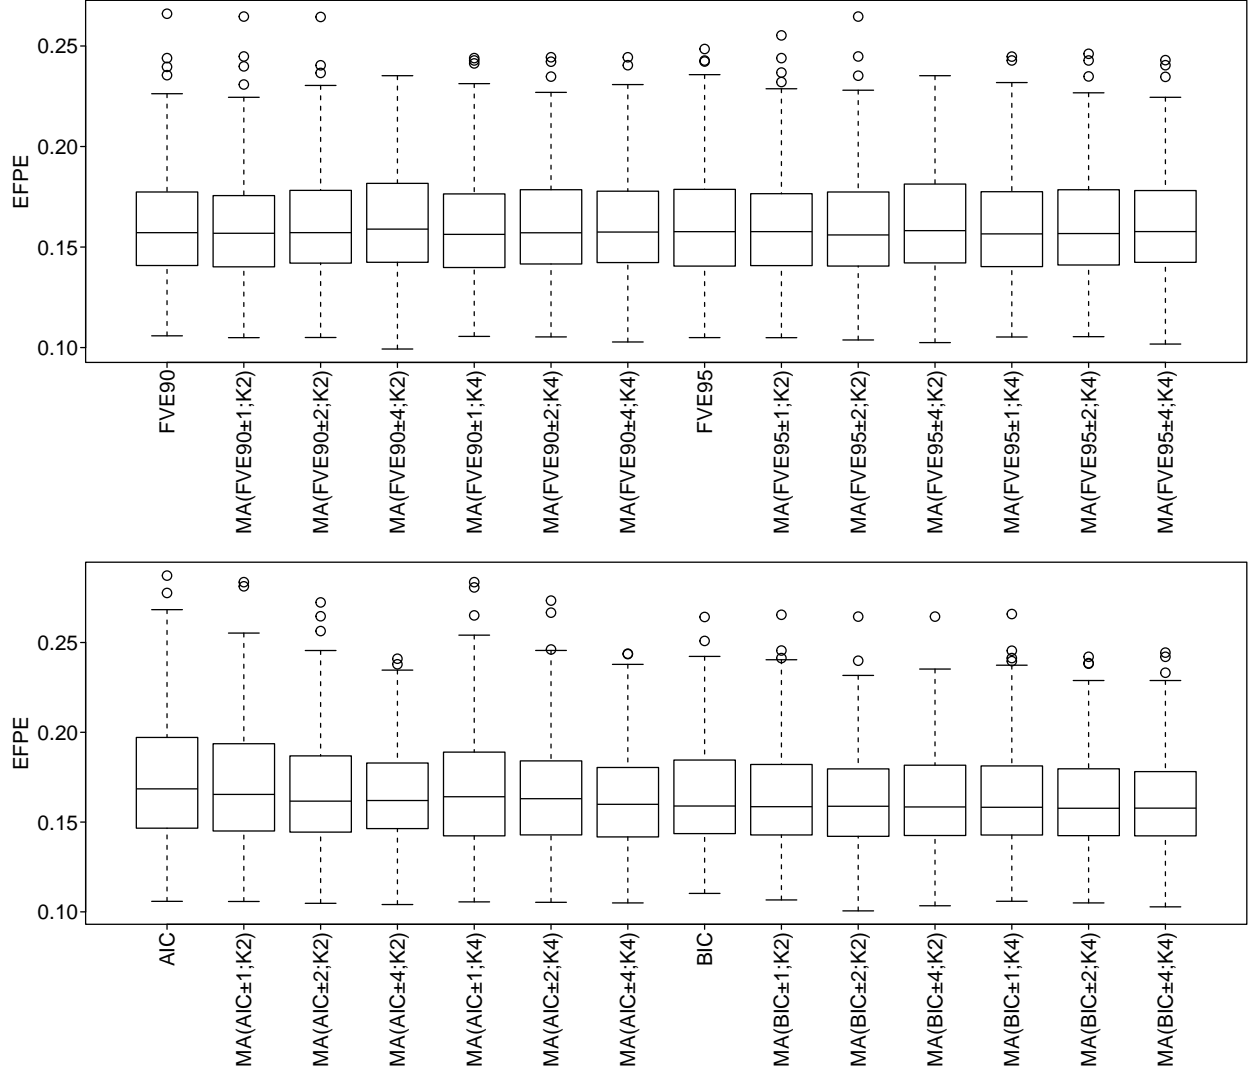 EFPE
0.25
0.20
0.15
0.10
FVE90
MA(FVE90±1;K2)
MA(FVE90±2;K2)
MA(FVE90±4;K2)
MA(FVE90±1;K4)
MA(FVE90±2;K4)
MA(FVE90±4;K4)
FVE95
MA(FVE95±1;K2)
MA(FVE95±2;K2)
MA(FVE95±4;K2)
MA(FVE95±1;K4)
MA(FVE95±2;K4)
MA(FVE95±4;K4)
EFPE
0.25
0.20
0.15
0.10
AIC
MA(AIC±1;K2)
MA(AIC±2;K2)
MA(AIC±4;K2)
MA(AIC±1;K4)
MA(AIC±2;K4)
MA(AIC±4;K4)
BIC
MA(BIC±1;K2)
MA(BIC±2;K2)
MA(BIC±4;K2)
MA(BIC±1;K4)
MA(BIC±2;K4)
MA(BIC±4;K4)